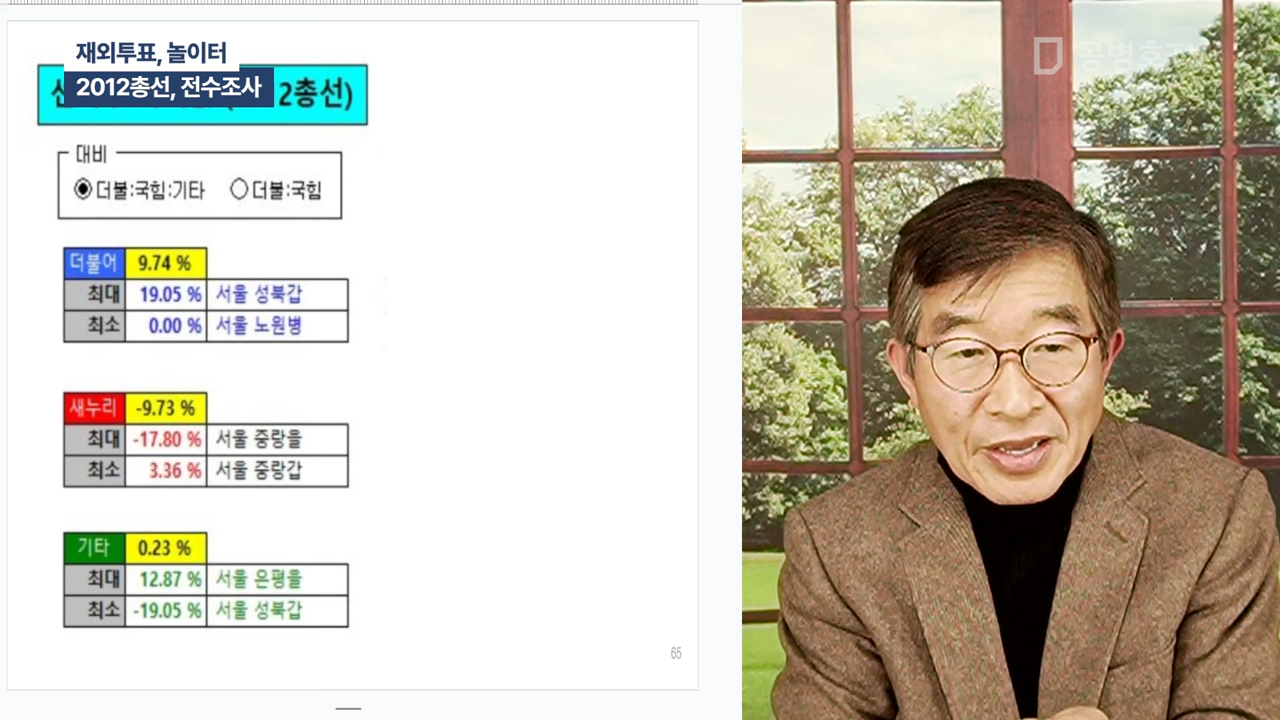 재외투표, 놀이터
2012총선, 전수조사
2총선)
대비
더불:국힘:기타 더불:국힘
더불어 9.74 %
최대 19.05 % 서울 성북갑
최소 0.00 % 서울 노원병
새누리 -9.73 %
최대 -17.80 % 서울 중랑을
최소 3.36 % 서울 중랑갑
기타 0.23 %
최대 12.87 % 서울 은평을
최소 -19.05 % 서울 성북갑
65
공병호